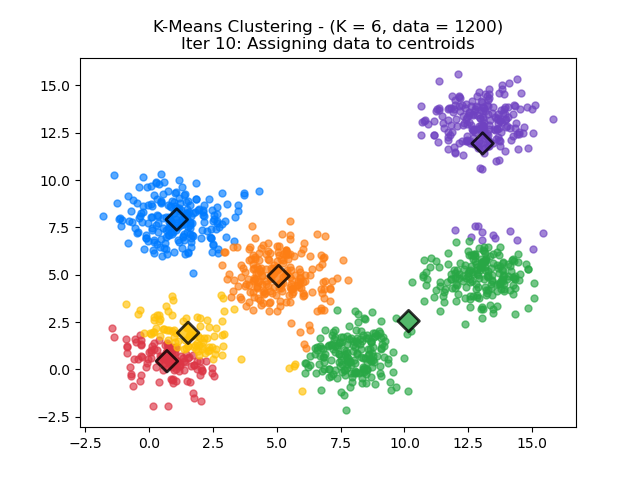 K-Means Clustering - (K = 6, data = 1200)
Iter 10: Assigning data to centroids
15.0
12.5
10.0
7.5
5.0
2.5
0.0
−2.5
−2.5 0.0 2.5 5.0 7.5 10.0 12.5 15.0